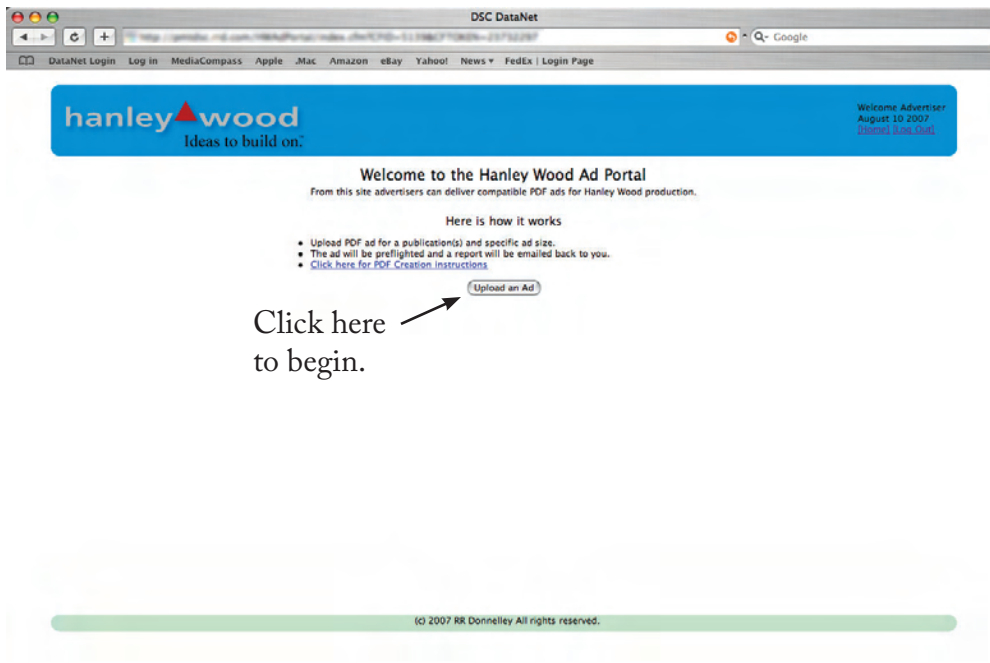 DSC DataNet
Google
DataNet Login Log in MediaCompass Apple .Mac Amazon eBay Yahoo! News FedEx | Login Page
hanley wood
Ideas to build on.™
Welcome Advertiser
August 10 2007
[Home] [Log Out]
Welcome to the Hanley Wood Ad Portal
From this site advertisers can deliver compatible PDF ads for Hanley Wood production.
Here is how it works
• Upload PDF ad for a publication(s) and specific ad size.
• The ad will be preflighted and a report will be emailed back to you.
• Click here for PDF Creation instructions
Upload an Ad
Click here
to begin.
(c) 2007 RR Donnelley All rights reserved.